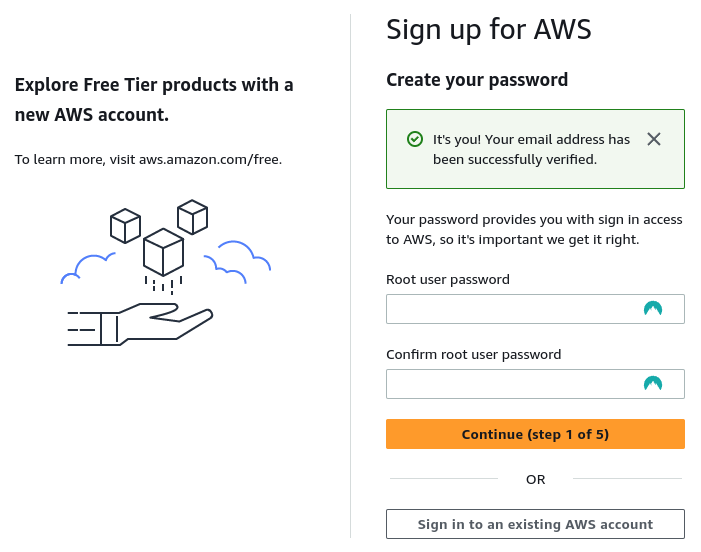 Explore Free Tier products with a
new AWS account.
To learn more, visit aws.amazon.com/free.
Sign up for AWS
Create your password
It's you! Your email address has
been successfully verified.
Your password provides you with sign in access
to AWS, so it's important we get it right.
Root user password
Confirm root user password
Continue (step 1 of 5)
OR
Sign in to an existing AWS account